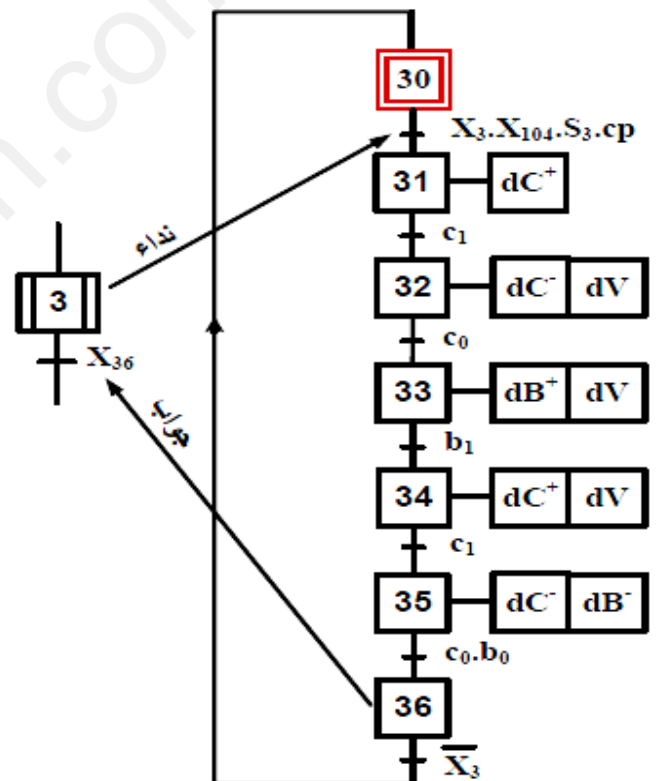 30
X₃.X₁₀₄.S₃.cp
31 dC⁺
نداء
c₁
32 dC⁻ dV
3
c₀
X₃₆
33 dB⁺ dV
جواب
b₁
34 dC⁺ dV
c₁
35 dC⁻ dB⁻
c₀.b₀
36
X̅₃